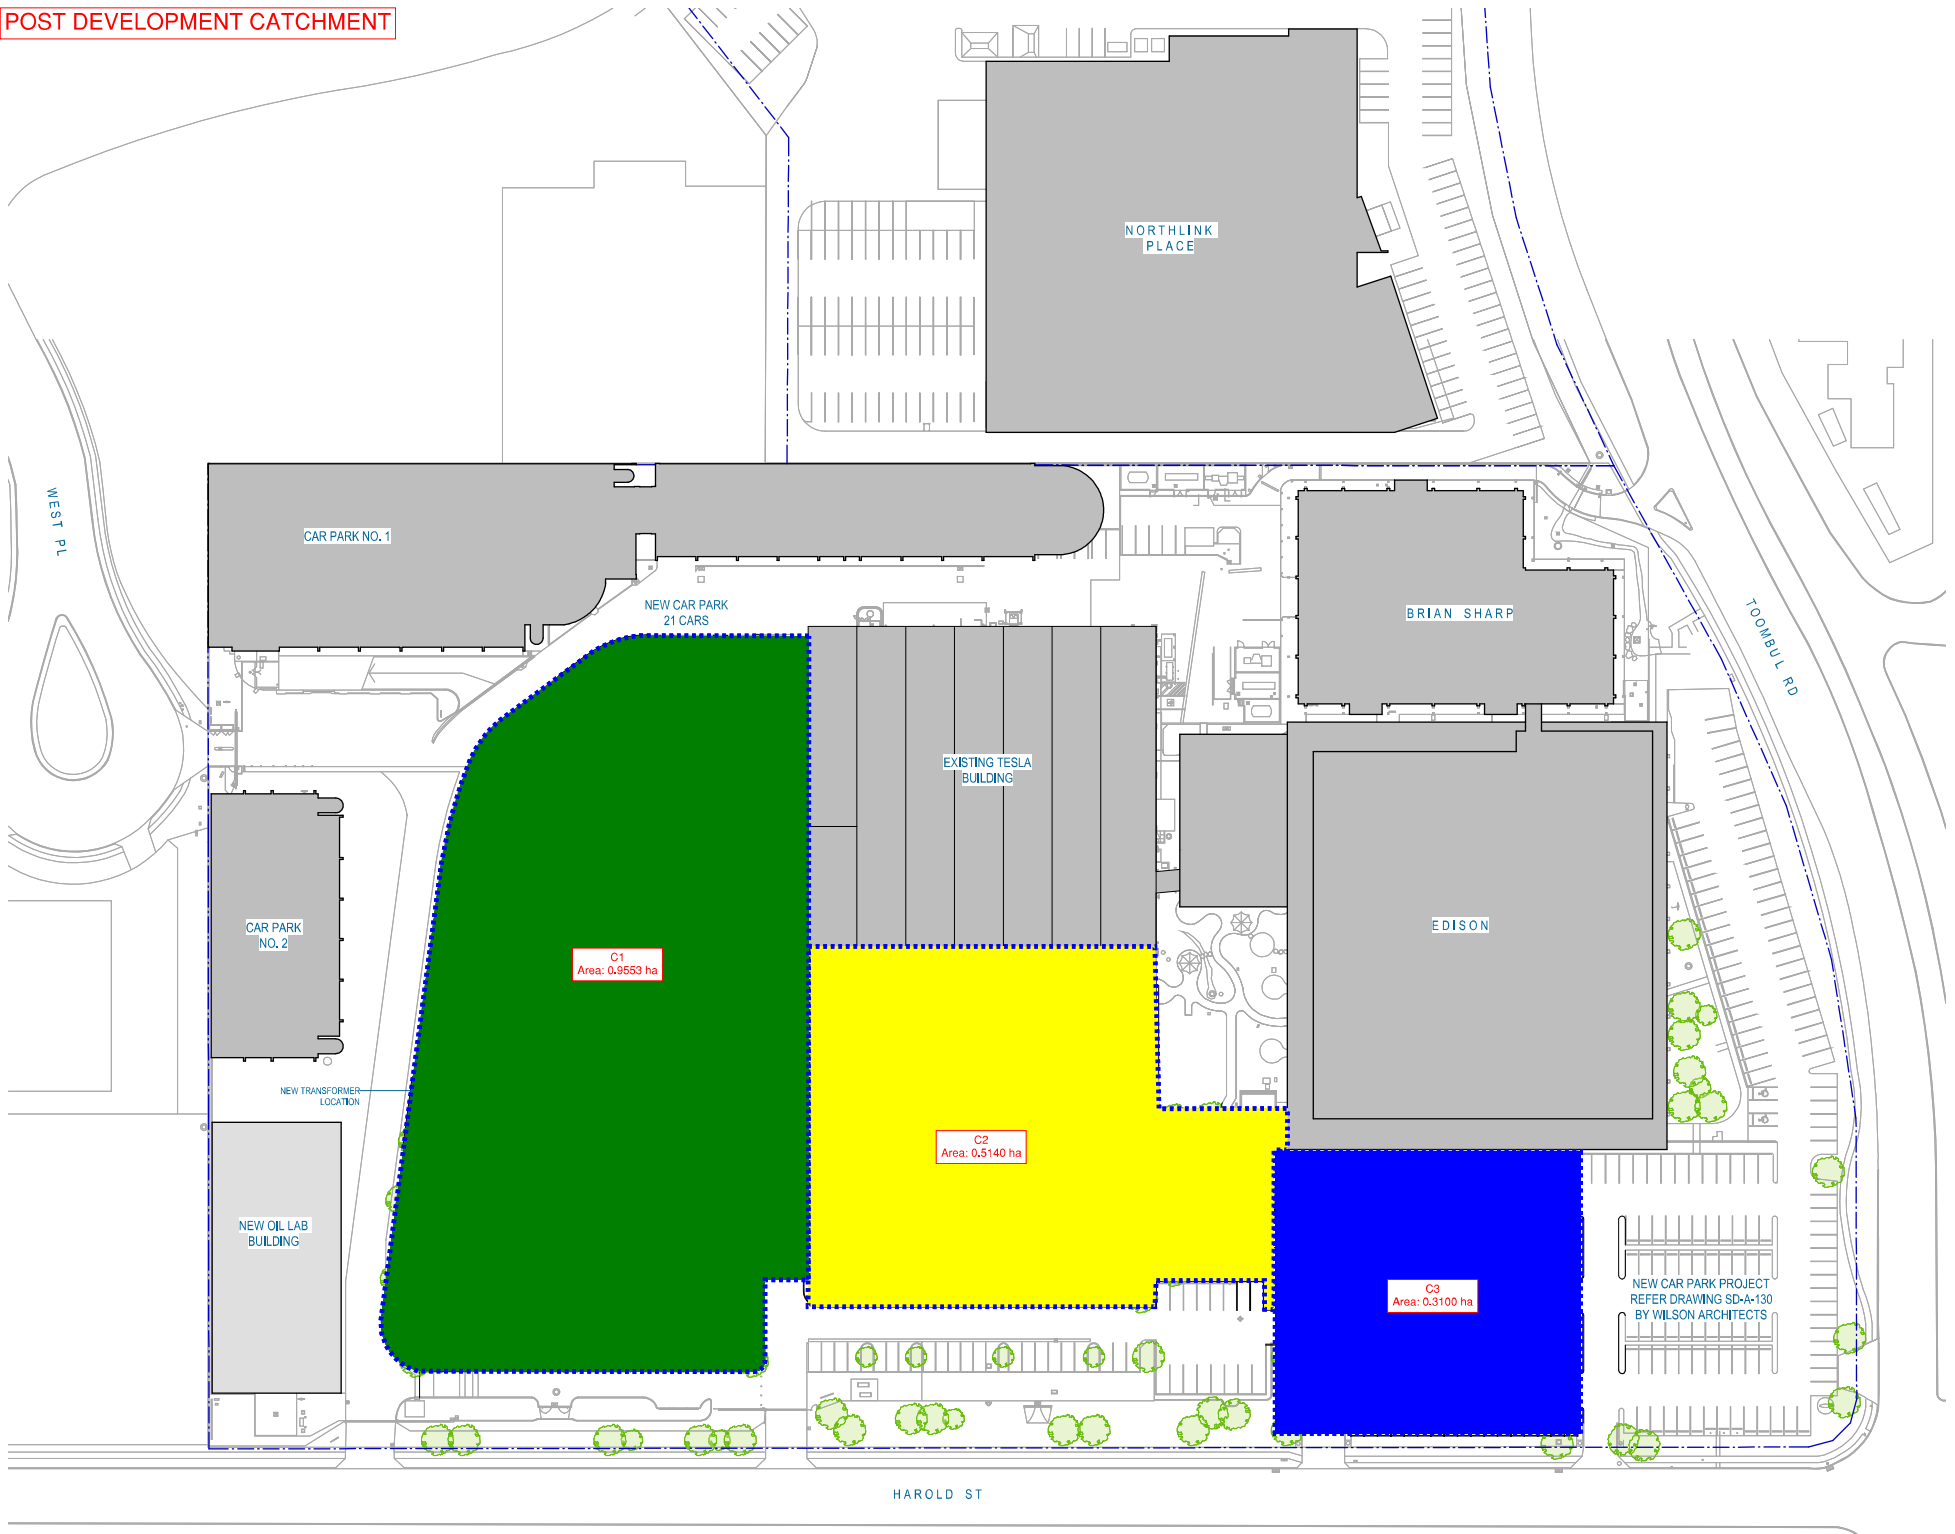 POST DEVELOPMENT CATCHMENT
NORTHLINK
PLACE
WEST PL
CAR PARK NO. 1
NEW CAR PARK
21 CARS
BRIAN SHARP
TOOMBUL RD
EXISTING TESLA
BUILDING
CAR PARK
NO. 2
EDISON
C1
Area: 0.9553 ha
NEW TRANSFORMER
LOCATION
C2
Area: 0.5140 ha
NEW OIL LAB
BUILDING
C3
Area: 0.3100 ha
NEW CAR PARK PROJECT
REFER DRAWING SD-A-130
BY WILSON ARCHITECTS
HAROLD ST